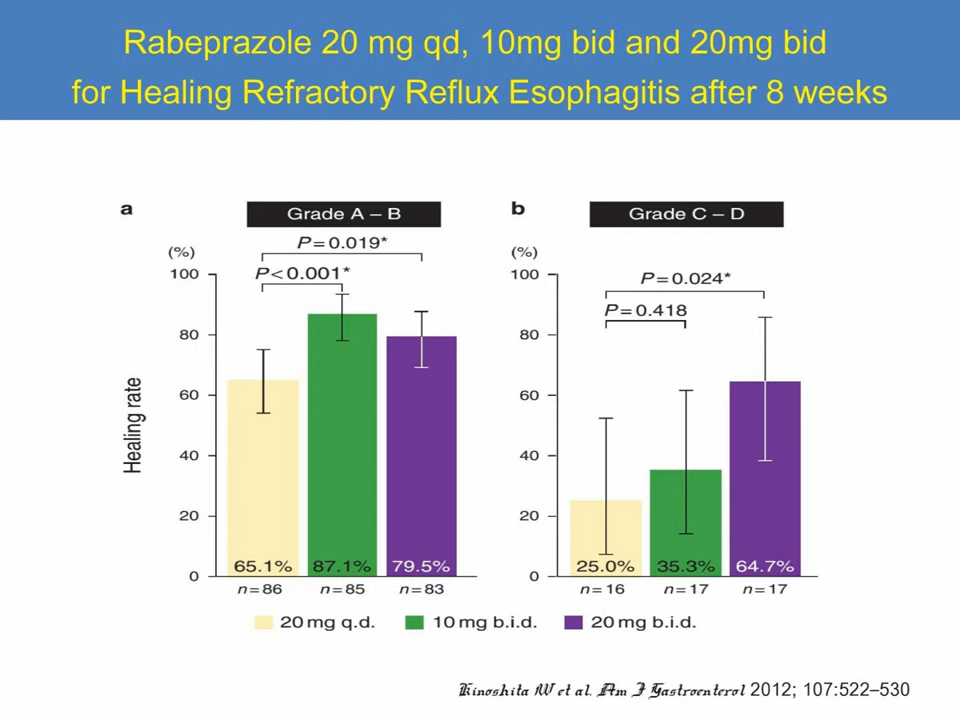 Rabeprazole 20 mg qd, 10mg bid and 20mg bid
for Healing Refractory Reflux Esophagitis after 8 weeks
a
Grade A – B
(%)
P=0.019*
P<0.001*
100
80
60
40
20
0
Healing rate
65.1%
87.1%
79.5%
n=86
n=85
n=83
b
Grade C – D
(%)
P=0.024*
P=0.418
100
80
60
40
20
0
25.0%
35.3%
64.7%
n=16
n=17
n=17
20 mg q.d.
10 mg b.i.d.
20 mg b.i.d.
Kinoshita W et al. Am J Gastroenterol 2012; 107:522–530